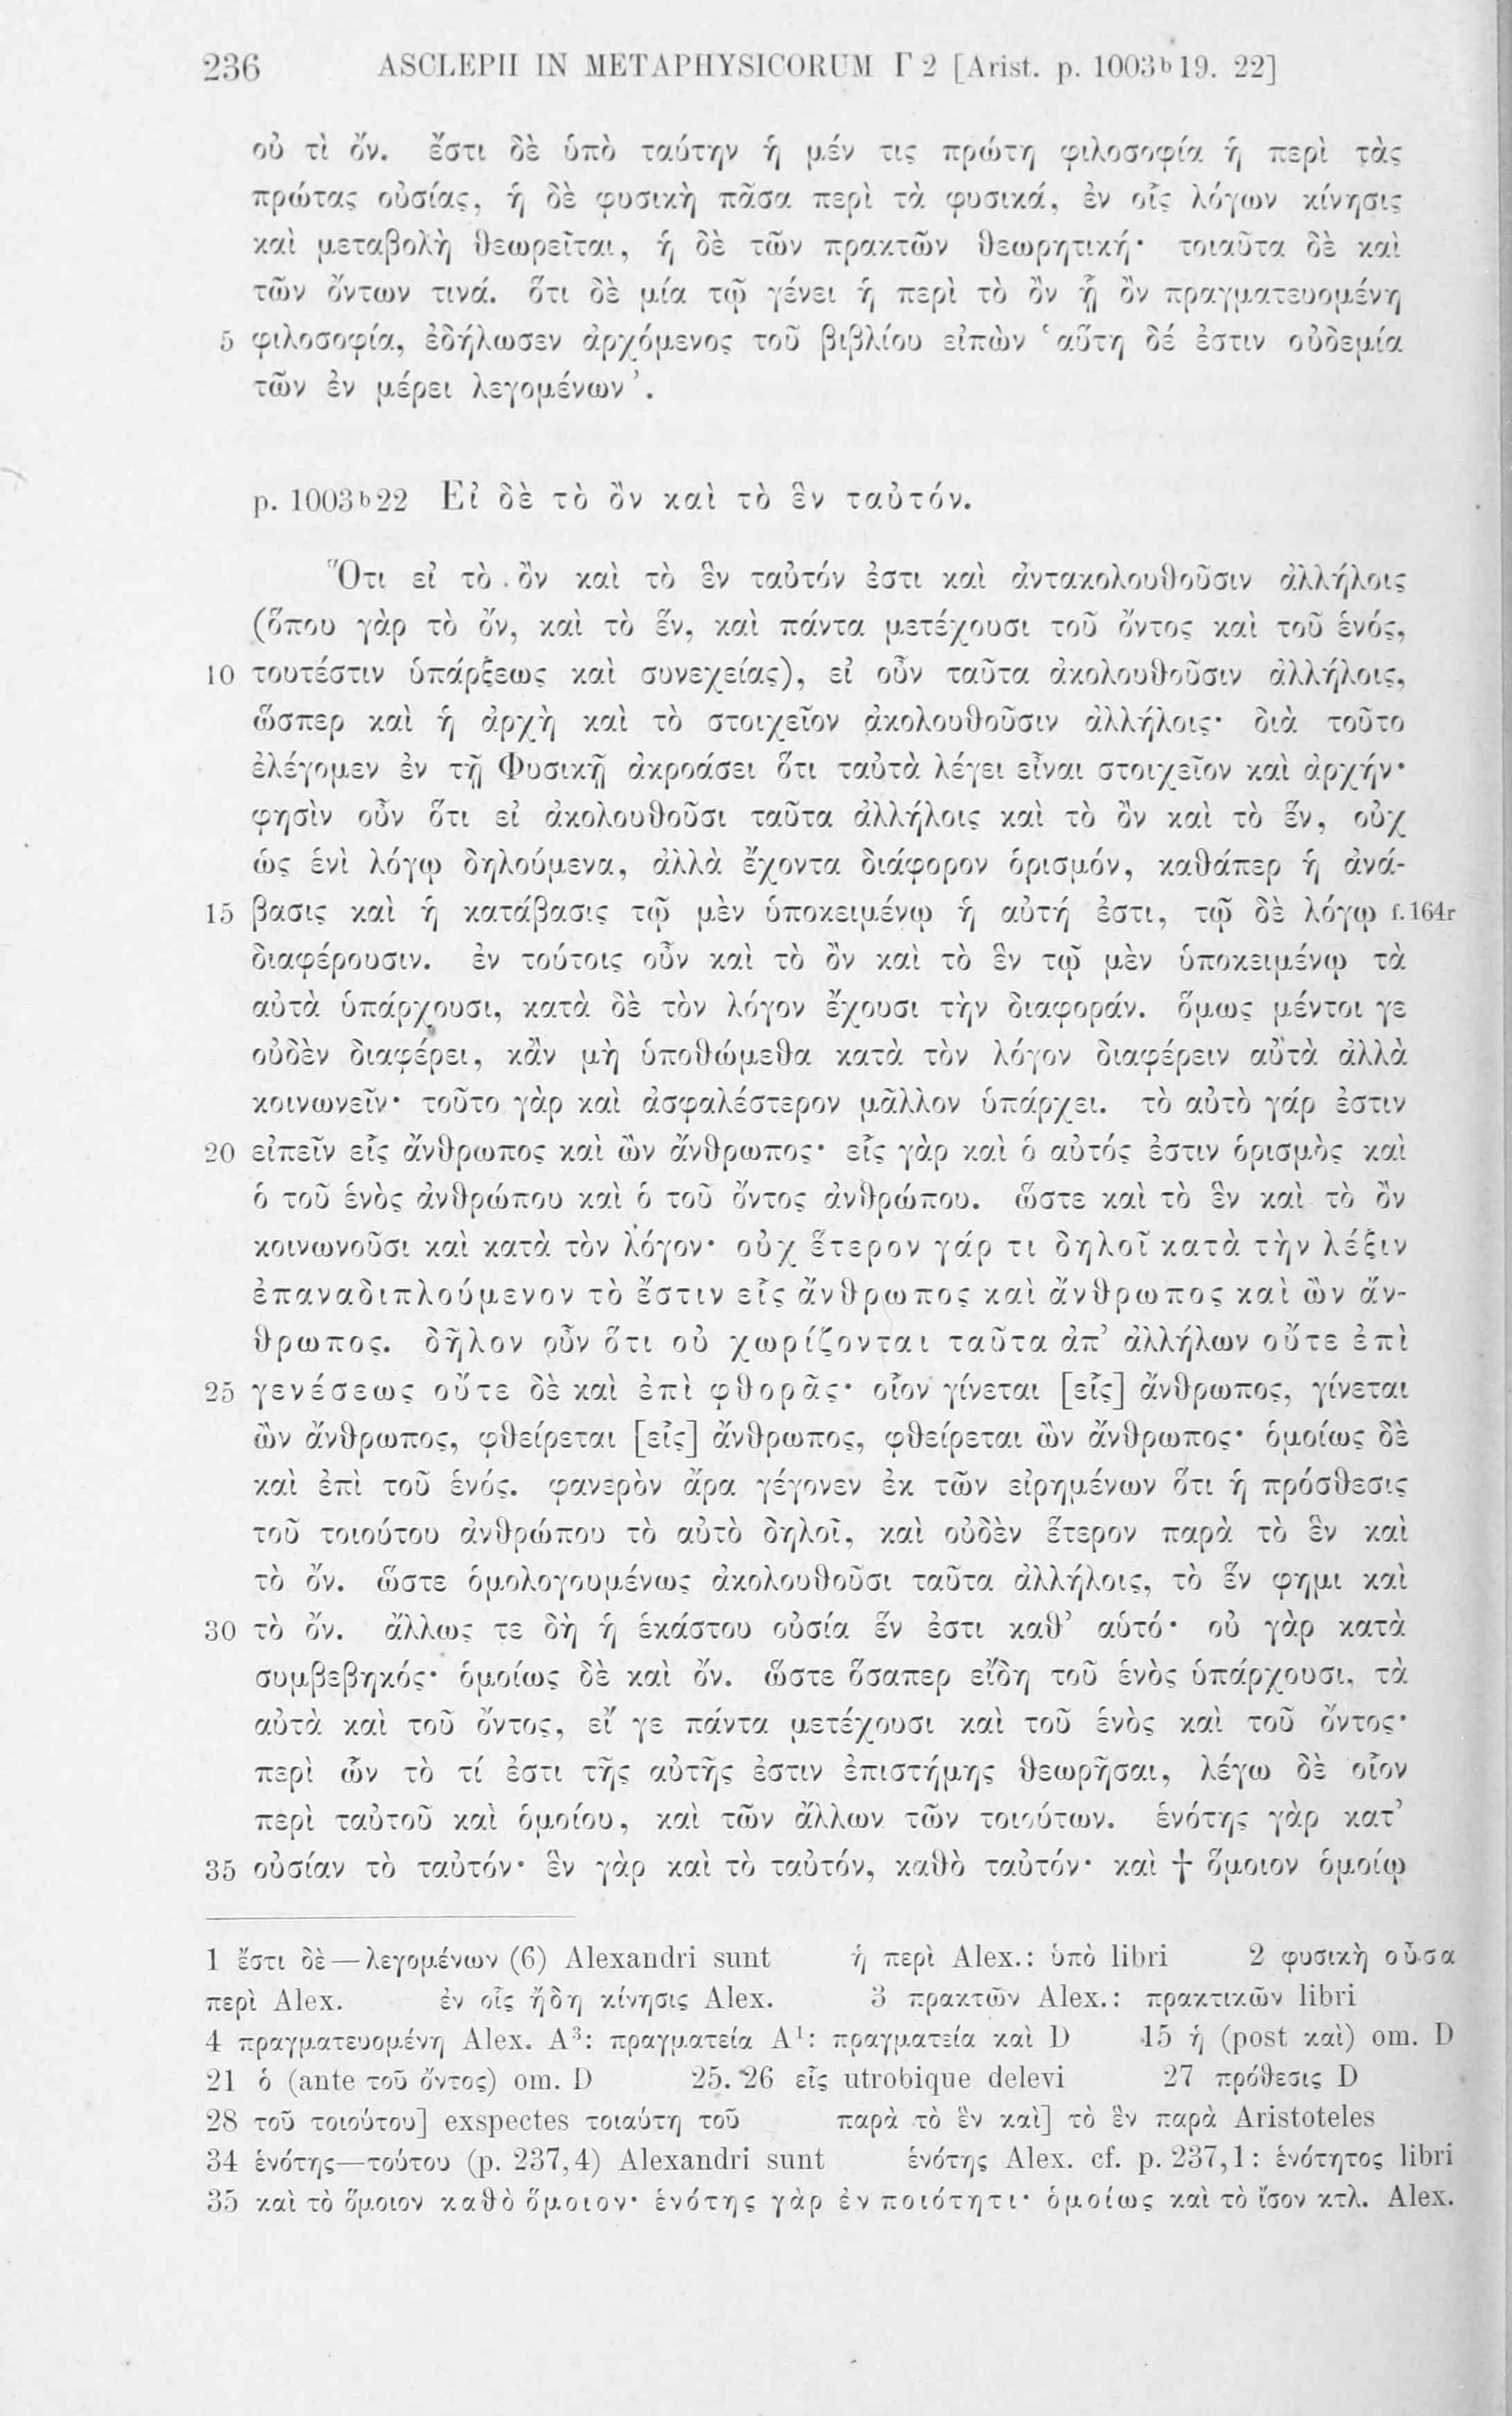 236 ASCLEPII IN METAPHYSICORUM Γ 2 [Arist. p. 1003ᵇ19. 22]
οὐ τὶ ὄν. ἔστι δὲ ὑπὸ ταύτην ἡ μέν τις πρώτη φιλοσοφία ἡ περὶ τὰς
πρώτας οὐσίας, ἡ δὲ φυσικὴ πᾶσα περὶ τὰ φυσικά, ἐν οἷς λόγων κίνησις
καὶ μεταβολὴ θεωρεῖται, ἡ δὲ τῶν πρακτῶν θεωρητική· τοιαῦτα δὲ καὶ
τῶν ὄντων τινά. ὅτι δὲ μία τῷ γένει ἡ περὶ τὸ ὂν ᾗ ὂν πραγματευομένη
5 φιλοσοφία, ἐδήλωσεν ἀρχόμενος τοῦ βιβλίου εἰπὼν ‘αὕτη δέ ἐστιν οὐδεμία
τῶν ἐν μέρει λεγομένων’.
p. 1003ᵇ22 Εἰ δὲ τὸ ὂν καὶ τὸ ἓν ταὐτόν.
Ὅτι εἰ τὸ ὂν καὶ τὸ ἓν ταὐτόν ἐστι καὶ ἀντακολουθοῦσιν ἀλλήλοις
(ὅπου γὰρ τὸ ὄν, καὶ τὸ ἕν, καὶ πάντα μετέχουσι τοῦ ὄντος καὶ τοῦ ἑνός,
10 τουτέστιν ὑπάρξεως καὶ συνεχείας), εἰ οὖν ταῦτα ἀκολουθοῦσιν ἀλλήλοις,
ὥσπερ καὶ ἡ ἀρχὴ καὶ τὸ στοιχεῖον ἀκολουθοῦσιν ἀλλήλοις· διὰ τοῦτο
ἐλέγομεν ἐν τῇ Φυσικῇ ἀκροάσει ὅτι ταὐτὰ λέγει εἶναι στοιχεῖον καὶ ἀρχήν·
φησὶν οὖν ὅτι εἰ ἀκολουθοῦσι ταῦτα ἀλλήλοις καὶ τὸ ὂν καὶ τὸ ἕν, οὐχ
ὡς ἑνὶ λόγῳ δηλούμενα, ἀλλὰ ἔχοντα διάφορον ὁρισμόν, καθάπερ ἡ ἀνά-
15 βασις καὶ ἡ κατάβασις τῷ μὲν ὑποκειμένῳ ἡ αὐτή ἐστι, τῷ δὲ λόγῳ f. 164r
διαφέρουσιν. ἐν τούτοις οὖν καὶ τὸ ὂν καὶ τὸ ἓν τῷ μὲν ὑποκειμένῳ τὰ
αὐτὰ ὑπάρχουσι, κατὰ δὲ τὸν λόγον ἔχουσι τὴν διαφοράν. ὅμως μέντοι γε
οὐδὲν διαφέρει, κἂν μὴ ὑποθώμεθα κατὰ τὸν λόγον διαφέρειν αὐτὰ ἀλλὰ
κοινωνεῖν· τοῦτο γὰρ καὶ ἀσφαλέστερον μᾶλλον ὑπάρχει. τὸ αὐτὸ γάρ ἐστιν
20 εἰπεῖν εἷς ἄνθρωπος καὶ ὢν ἄνθρωπος· εἷς γὰρ καὶ ὁ αὐτός ἐστιν ὁρισμὸς καὶ
ὁ τοῦ ἑνὸς ἀνθρώπου καὶ ὁ τοῦ ὄντος ἀνθρώπου. ὥστε καὶ τὸ ἓν καὶ τὸ ὂν
κοινωνοῦσι καὶ κατὰ τὸν λόγον· οὐχ ἕτερον γάρ τι δηλοῖ κατὰ τὴν λέξιν
ἐπαναδιπλούμενον τὸ ἔστιν εἷς ἄνθρωπος καὶ ἄνθρωπος καὶ ὢν ἄν-
θρωπος. δῆλον οὖν ὅτι οὐ χωρίζονται ταῦτα ἀπ’ ἀλλήλων οὔτε ἐπὶ
25 γενέσεως οὔτε δὲ καὶ ἐπὶ φθορᾶς· οἷον γίνεται [εἷς] ἄνθρωπος, γίνεται
ὢν ἄνθρωπος, φθείρεται [εἷς] ἄνθρωπος, φθείρεται ὢν ἄνθρωπος· ὁμοίως δὲ
καὶ ἐπὶ τοῦ ἑνός. φανερὸν ἄρα γέγονεν ἐκ τῶν εἰρημένων ὅτι ἡ πρόσθεσις
τοῦ τοιούτου ἀνθρώπου τὸ αὐτὸ δηλοῖ, καὶ οὐδὲν ἕτερον παρὰ τὸ ἓν καὶ
τὸ ὄν. ὥστε ὁμολογουμένως ἀκολουθοῦσι ταῦτα ἀλλήλοις, τὸ ἕν φημι καὶ
30 τὸ ὄν. ἄλλως τε δὴ ἡ ἑκάστου οὐσία ἕν ἐστι καθ’ αὑτό· οὐ γὰρ κατὰ
συμβεβηκός· ὁμοίως δὲ καὶ ὄν. ὥστε ὅσαπερ εἴδη τοῦ ἑνὸς ὑπάρχουσι, τὰ
αὐτὰ καὶ τοῦ ὄντος, εἴ γε πάντα μετέχουσι καὶ τοῦ ἑνὸς καὶ τοῦ ὄντος·
περὶ ὧν τὸ τί ἐστι τῆς αὐτῆς ἐστιν ἐπιστήμης θεωρῆσαι, λέγω δὲ οἷον
περὶ ταὐτοῦ καὶ ὁμοίου, καὶ τῶν ἄλλων τῶν τοιούτων. ἑνότης γὰρ κατ’
35 οὐσίαν τὸ ταὐτόν· ἓν γὰρ καὶ τὸ ταὐτόν, καθὸ ταὐτόν· καὶ † ὅμοιον ὁμοίῳ
1 ἔστι δὲ—λεγομένων (6) Alexandri sunt ἡ περὶ Alex.: ὑπὸ libri 2 φυσικὴ οὖσα
περὶ Alex. ἐν οἷς ἤδη κίνησις Alex. 3 πρακτῶν Alex.: πρακτικῶν libri
4 πραγματευομένη Alex. A³: πραγματεία A¹: πραγματεία καὶ D 15 ἡ (post καὶ) om. D
21 ὁ (ante τοῦ ὄντος) om. D 25. 26 εἷς utrobique delevi 27 πρόθεσις D
28 τοῦ τοιούτου] exspectes τοιαύτη τοῦ παρὰ τὸ ἓν καὶ] τὸ ἓν παρὰ Aristoteles
34 ἑνότης—τούτου (p. 237,4) Alexandri sunt ἑνότης Alex. cf. p. 237,1: ἑνότητος libri
35 καὶ τὸ ὅμοιον καθὸ ὅμοιον· ἑνότης γὰρ ἐν ποιότητι· ὁμοίως καὶ τὸ ἴσον κτλ. Alex.